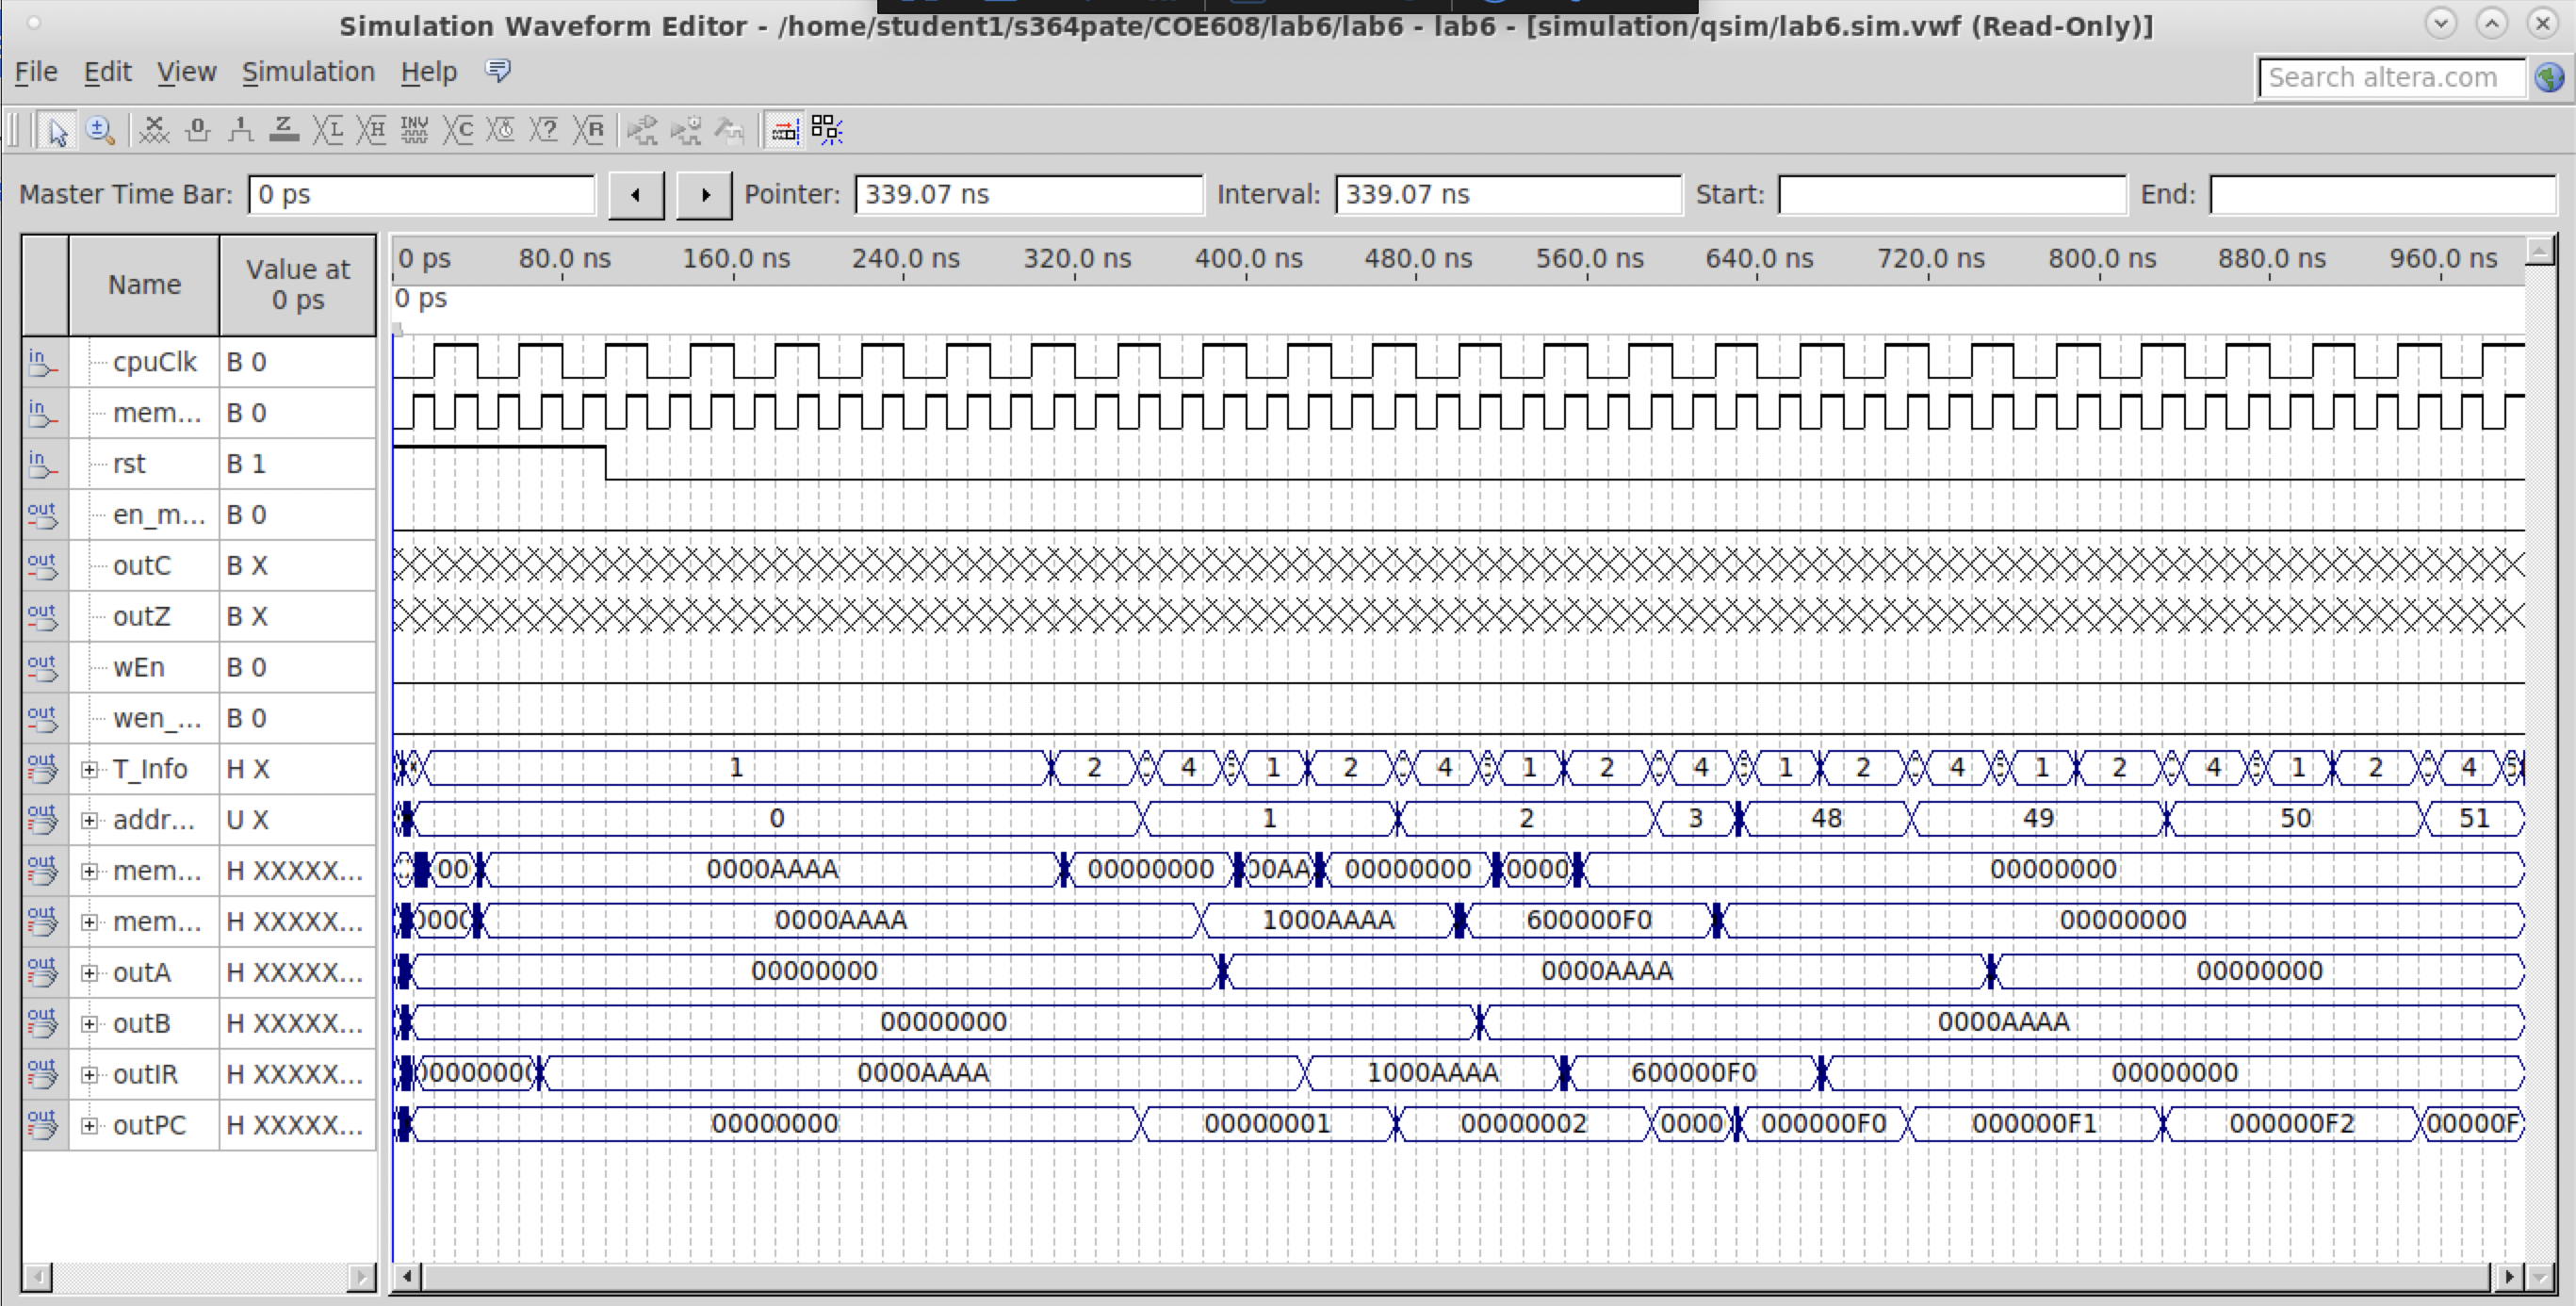 Simulation Waveform Editor - /home/student1/s364pate/COE608/lab6/lab6 - lab6 - [simulation/qsim/lab6.sim.vwf (Read-Only)]
File Edit View Simulation Help
Search altera.com
Master Time Bar: 0 ps Pointer: 339.07 ns Interval: 339.07 ns Start: End:
Name Value at 0 ps
0 ps 80.0 ns 160.0 ns 240.0 ns 320.0 ns 400.0 ns 480.0 ns 560.0 ns 640.0 ns 720.0 ns 800.0 ns 880.0 ns 960.0 ns
0 ps
in cpuClk B 0
in mem... B 0
in rst B 1
out en_m... B 0
out outC B X
out outZ B X
out wEn B 0
out wen_... B 0
out T_Info H X 1 2 4 1 2 4 1 2 4 1 2 4 1 2 4 1 2 4 5
out addr... U X 0 1 2 3 48 49 50 51
out mem... H XXXXX... 00 0000AAAA 00000000 00AA 00000000 0000 00000000
out mem... H XXXXX... 0000 0000AAAA 1000AAAA 600000F0 00000000
out outA H XXXXX... 00000000 0000AAAA 00000000
out outB H XXXXX... 00000000 0000AAAA
out outIR H XXXXX... 00000000 0000AAAA 1000AAAA 600000F0 00000000
out outPC H XXXXX... 00000000 00000001 00000002 0000 000000F0 000000F1 000000F2 00000F